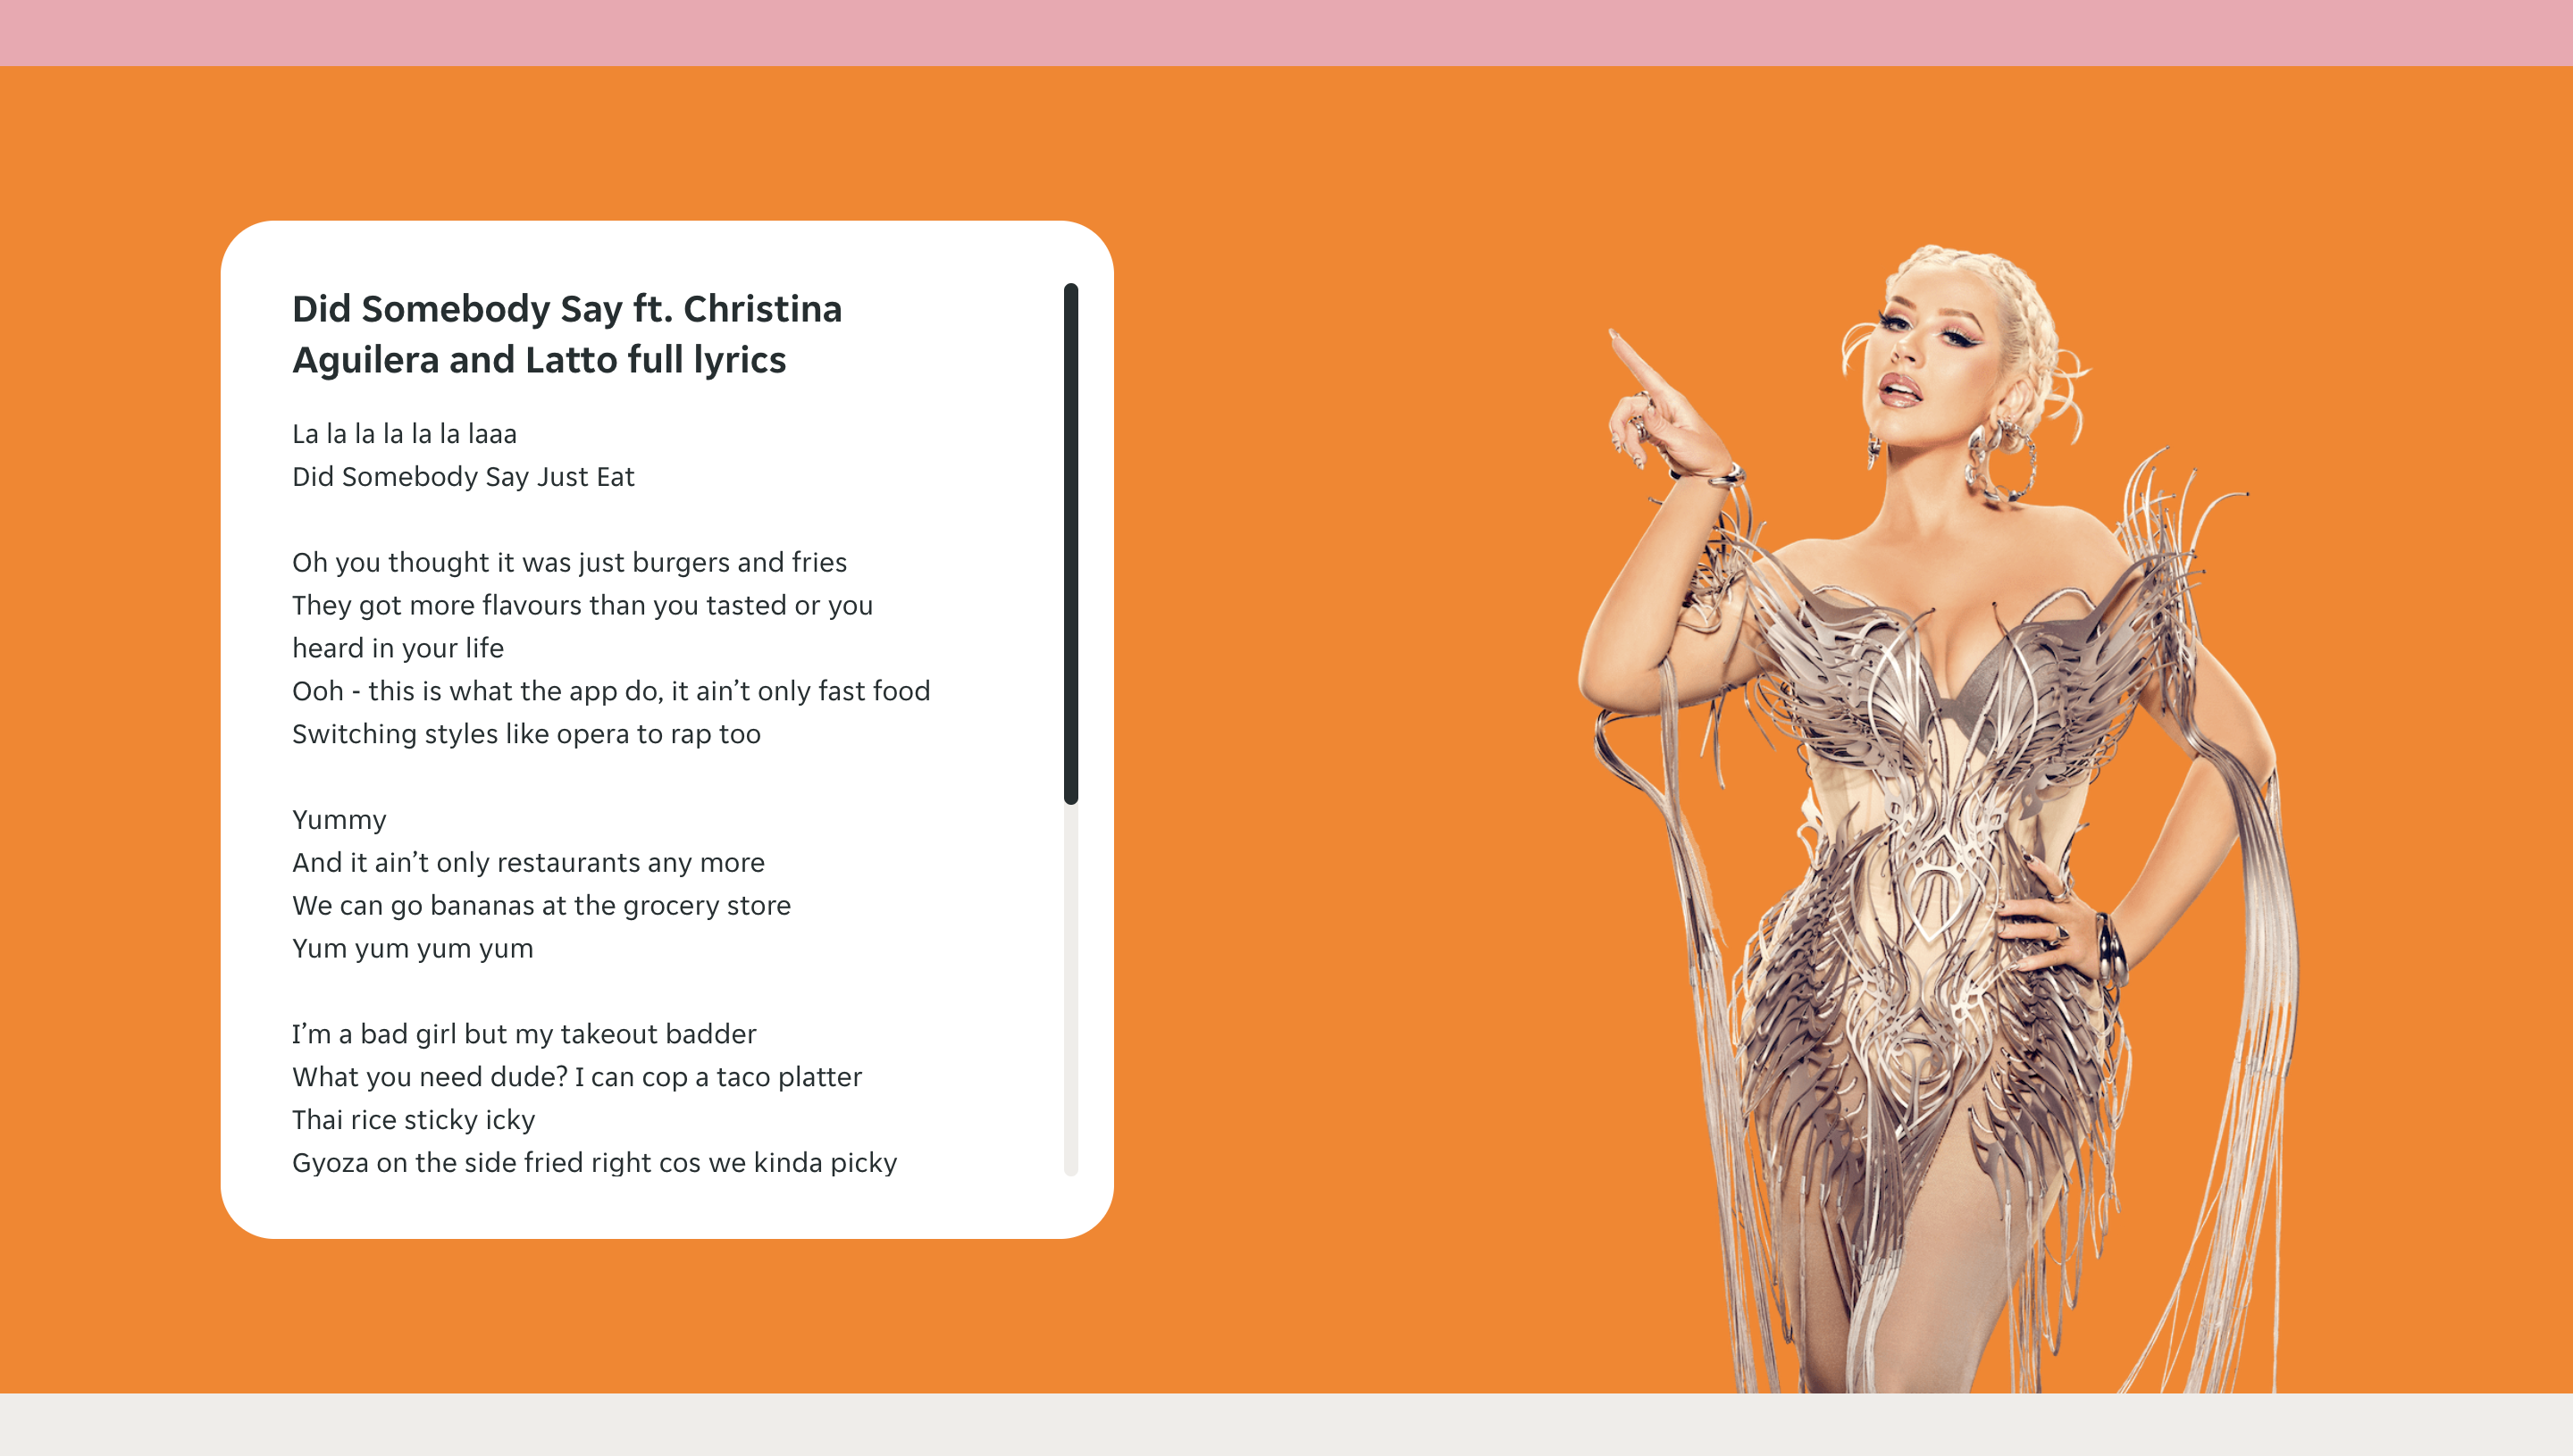 Did Somebody Say ft. Christina
Aguilera and Latto full lyrics
La la la la la la laaa
Did Somebody Say Just Eat
Oh you thought it was just burgers and fries
They got more flavours than you tasted or you
heard in your life
Ooh - this is what the app do, it ain’t only fast food
Switching styles like opera to rap too
Yummy
And it ain’t only restaurants any more
We can go bananas at the grocery store
Yum yum yum yum
I’m a bad girl but my takeout badder
What you need dude? I can cop a taco platter
Thai rice sticky icky
Gyoza on the side fried right cos we kinda picky